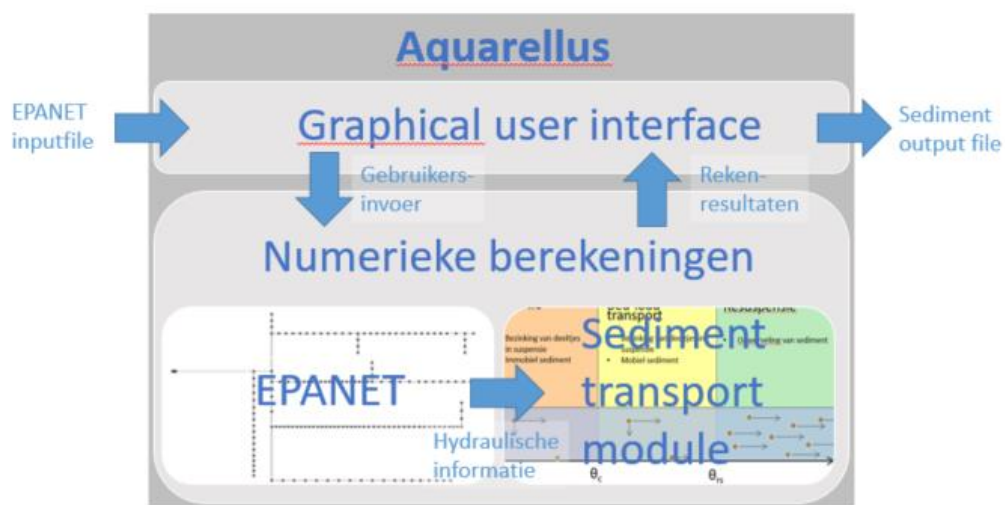 Aquarellus
EPANET
inputfile
Graphical user interface
Sediment
output file
Gebruikers-
invoer
Reken-
resultaten
Numerieke berekeningen
EPANET
Hydraulische
informatie
Sediment
transport
module
transport
Bezinking van deeltjes
in suspensie
Immobiel sediment
suspensie
• Mobiel sediment
van sediment
θc
θrs